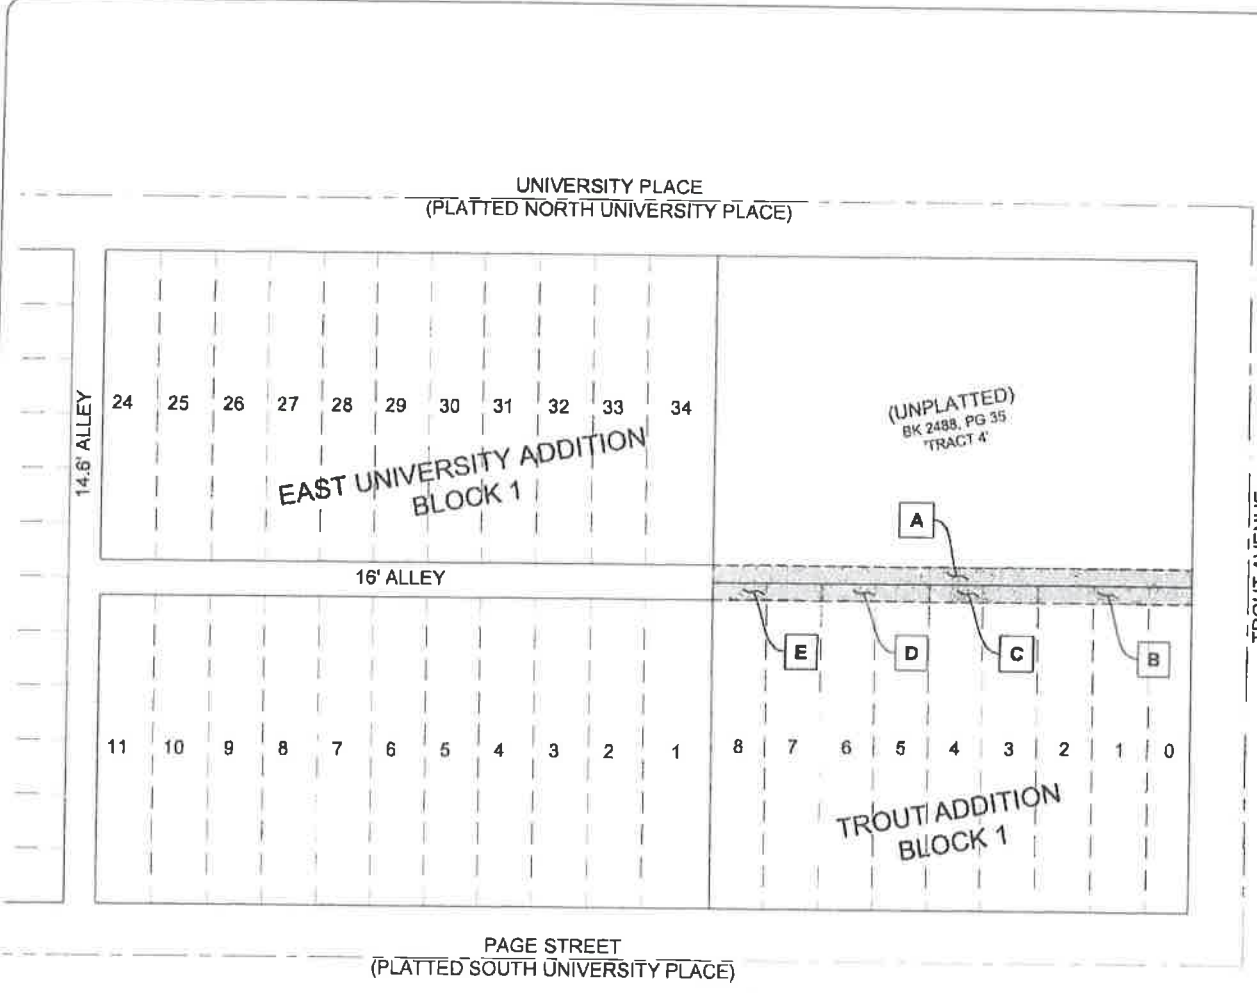 UNIVERSITY PLACE
(PLATTED NORTH UNIVERSITY PLACE)
14.6' ALLEY
24 25 26 27 28 29 30 31 32 33 34
EAST UNIVERSITY ADDITION
BLOCK 1
(UNPLATTED)
BK 2488, PG 35
'TRACT 4'
A
16' ALLEY
E D C B
11 10 9 8 7 6 5 4 3 2 1 8 7 6 5 4 3 2 1 0
TROUT ADDITION
BLOCK 1
TROUT AVENUE
PAGE STREET
(PLATTED SOUTH UNIVERSITY PLACE)